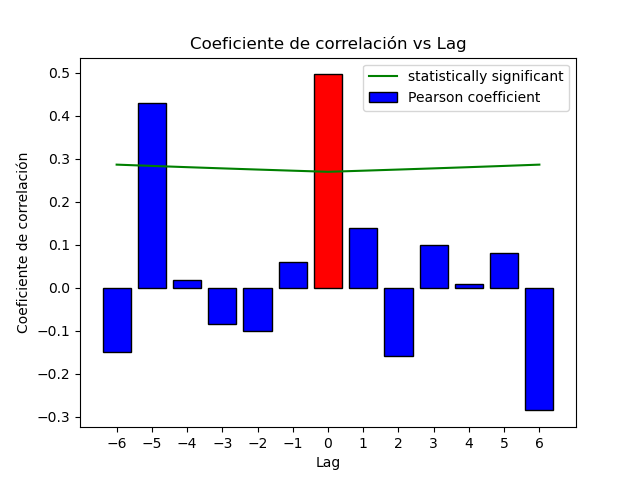 Coeficiente de correlación vs Lag
statistically significant
Pearson coefficient
Coeficiente de correlación
0.5
0.4
0.3
0.2
0.1
0.0
−0.1
−0.2
−0.3
−6 −5 −4 −3 −2 −1 0 1 2 3 4 5 6
Lag